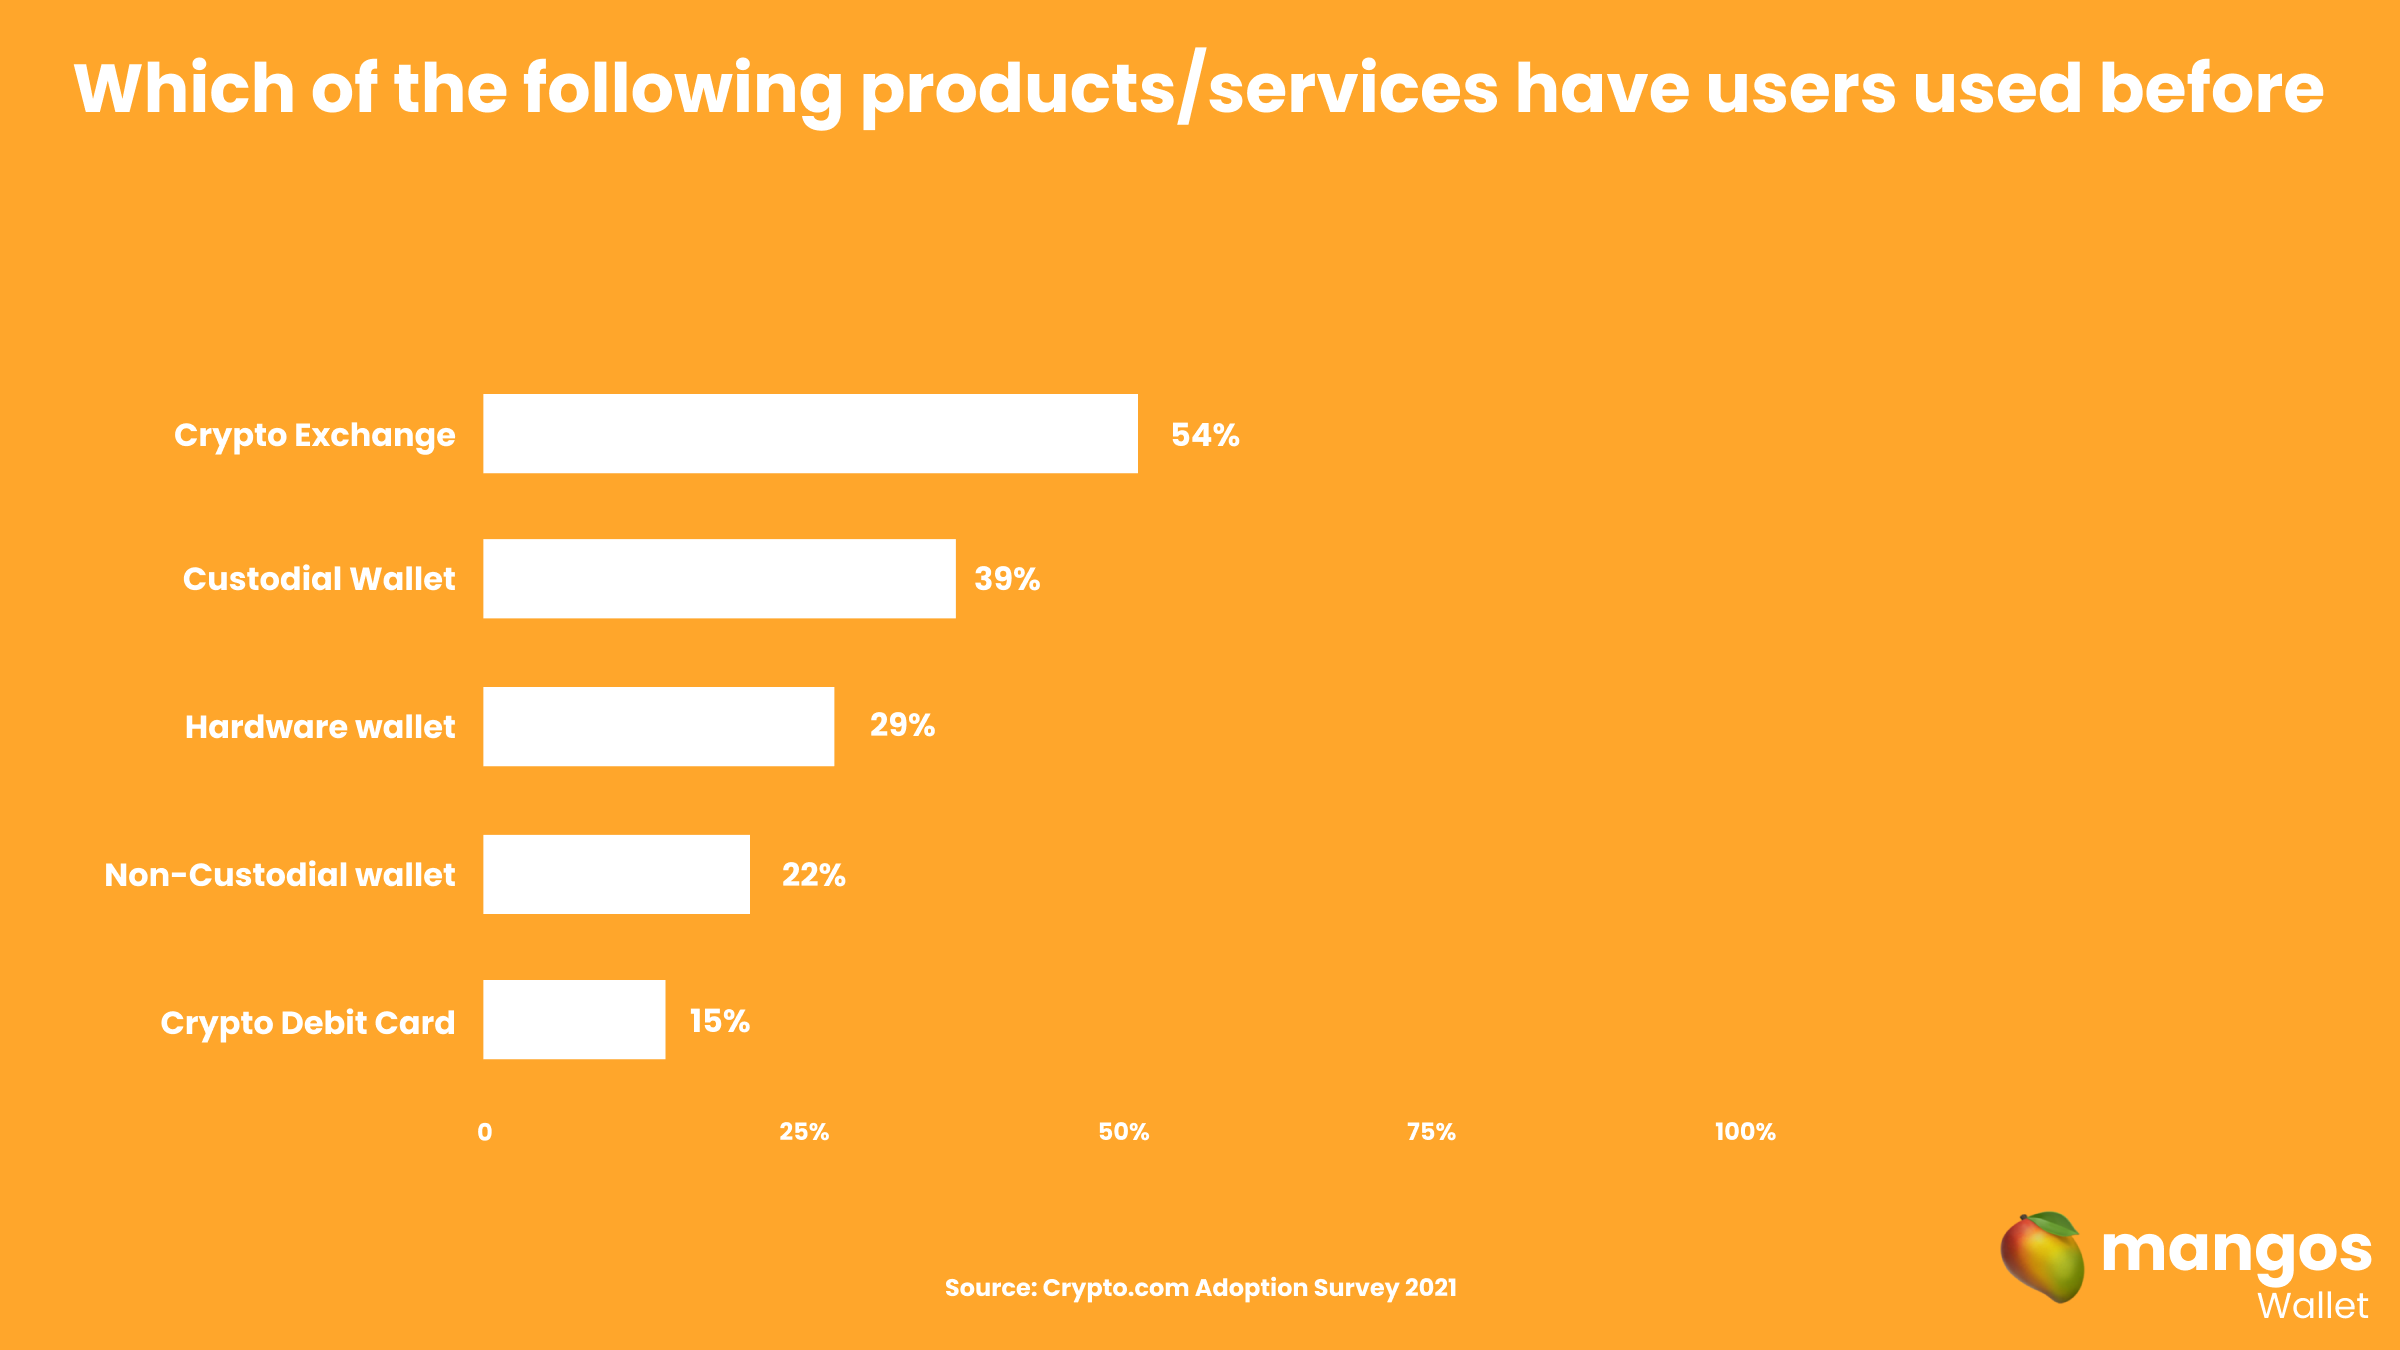 Which of the following products/services have users used before
Crypto Exchange 54%
Custodial Wallet 39%
Hardware wallet 29%
Non-Custodial wallet 22%
Crypto Debit Card 15%
0 25% 50% 75% 100%
Source: Crypto.com Adoption Survey 2021
mangos
Wallet